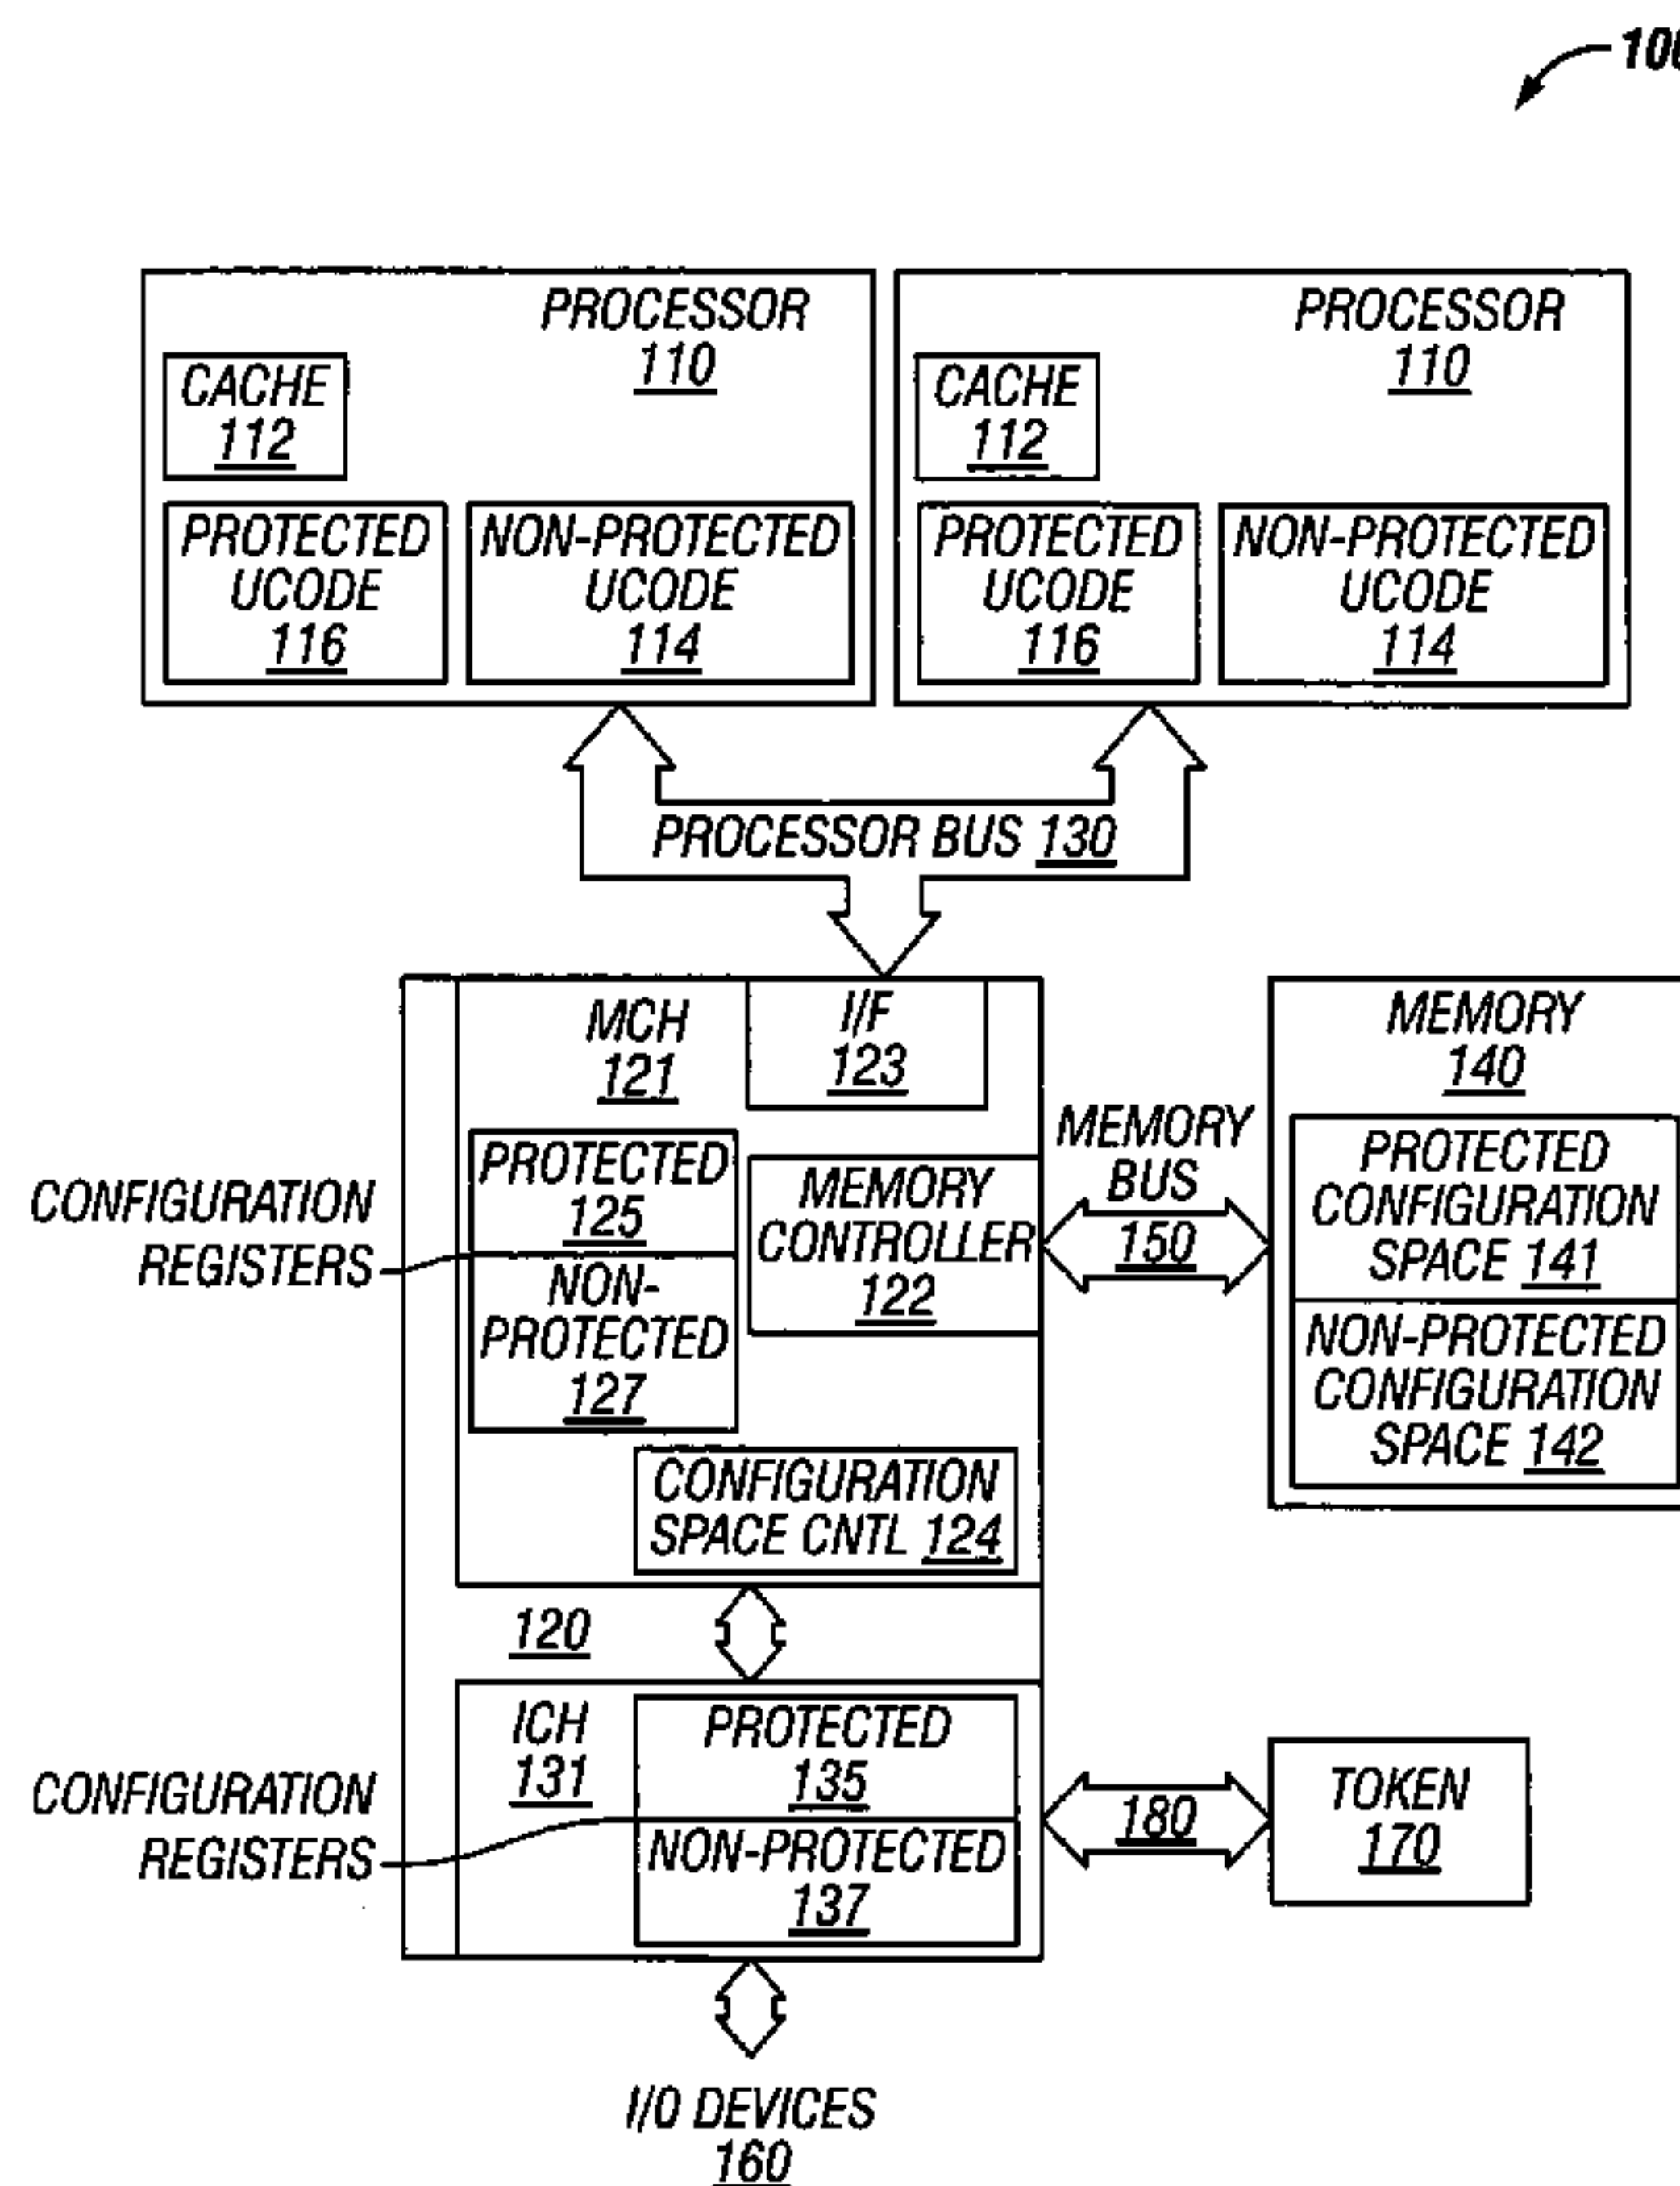 100
PROCESSOR
110
CACHE
112
PROTECTED
UCODE
116
NON-PROTECTED
UCODE
114
PROCESSOR
110
CACHE
112
PROTECTED
UCODE
116
NON-PROTECTED
UCODE
114
PROCESSOR BUS 130
MCH
121
I/F
123
CONFIGURATION
REGISTERS
PROTECTED
125
NON-
PROTECTED
127
MEMORY
CONTROLLER
122
CONFIGURATION
SPACE CNTL 124
MEMORY
BUS
150
MEMORY
140
PROTECTED
CONFIGURATION
SPACE 141
NON-PROTECTED
CONFIGURATION
SPACE 142
120
ICH
131
CONFIGURATION
REGISTERS
PROTECTED
135
NON-PROTECTED
137
180
TOKEN
170
I/O DEVICES
160